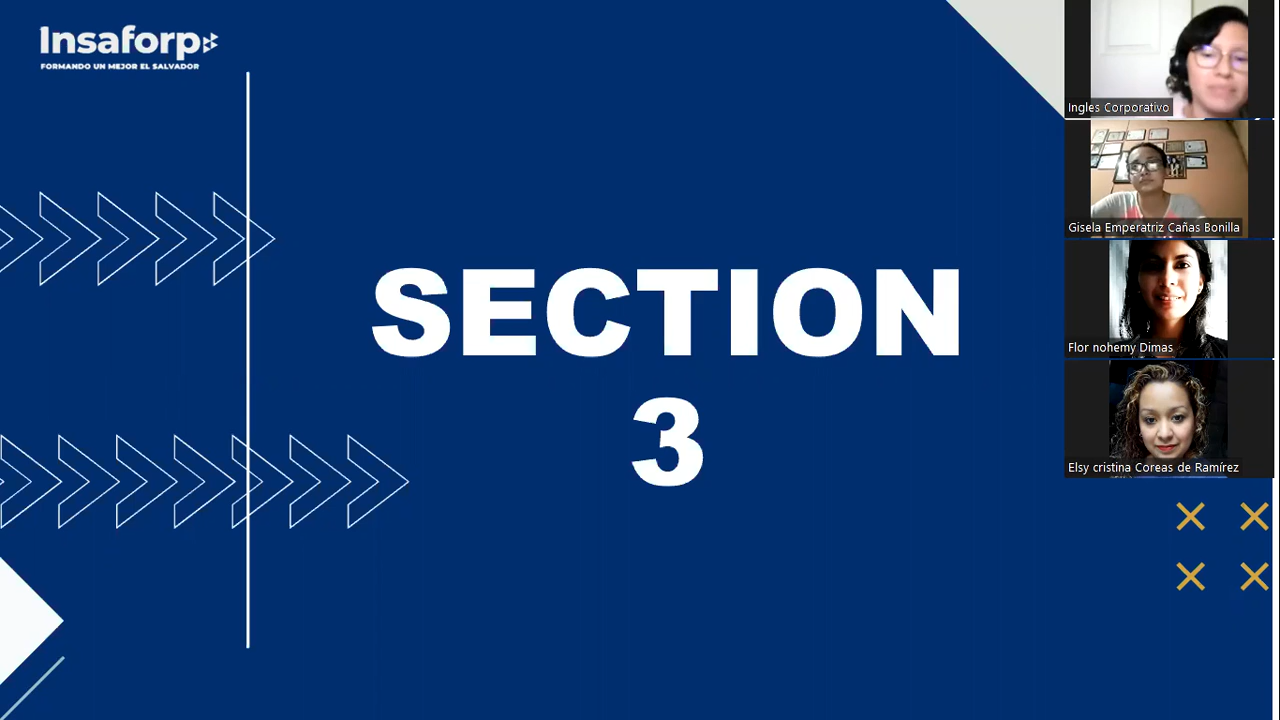 Insaforp
FORMANDO UN MEJOR EL SALVADOR
SECTION
3
Ingles Corporativo
Gisela Emperatriz Cañas Bonilla
Flor nohemy Dimas
Elsy cristina Coreas de Ramírez